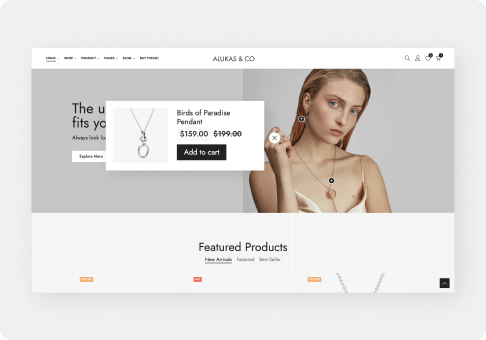 HOME SHOP PRODUCT PAGES BLOG BUY THEME!
ALUKAS & CO
The u
fits yo
Always look fo
Explore More
Birds of Paradise
Pendant
$159.00 $199.00
Add to cart
Featured Products
New Arrivals Featured Best Seller